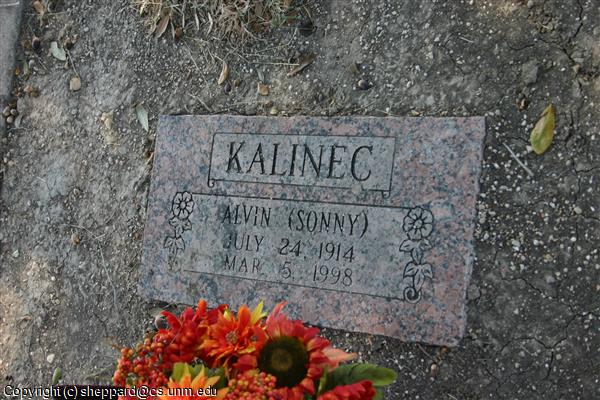 KALINEC
ALVIN (SONNY)
JULY 24, 1914
MAR 5, 1998
Copyright (c) sheppard@cs.unm.edu